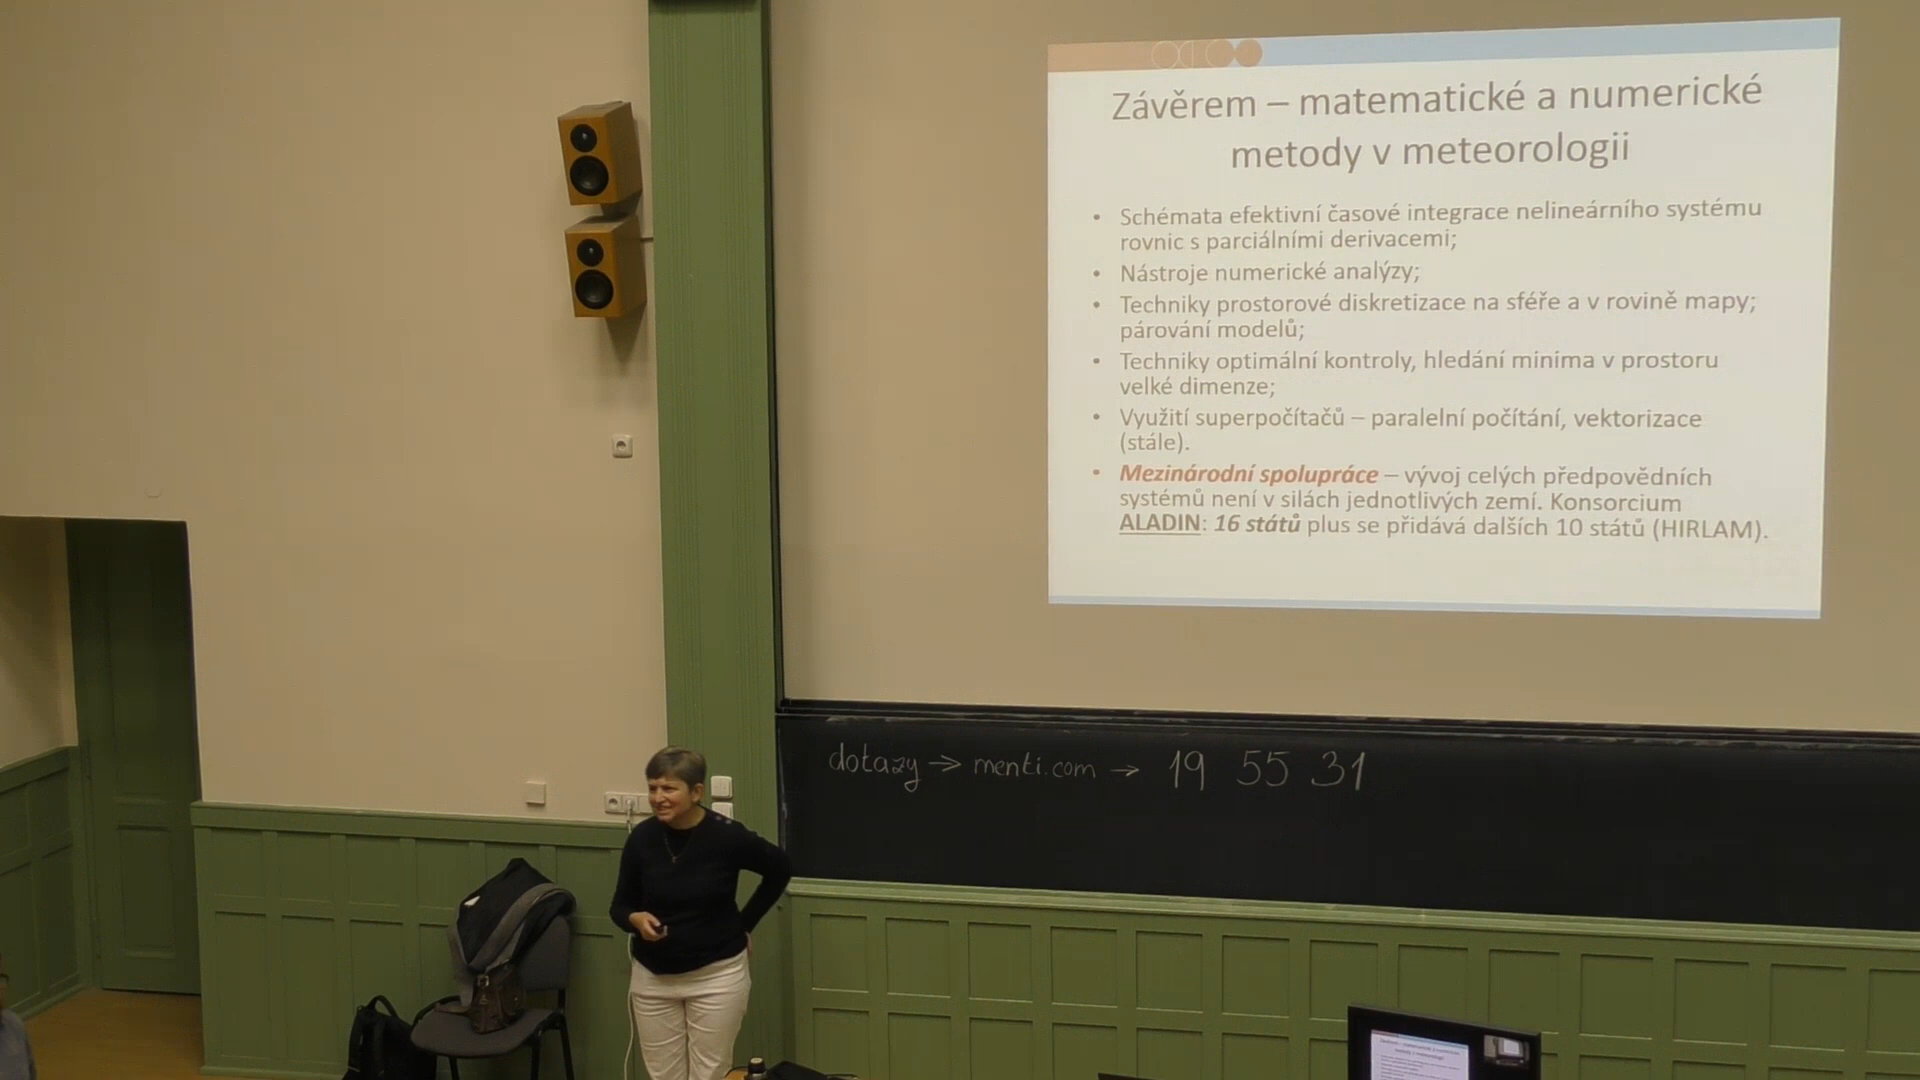 Závěrem – matematické a numerické
metody v meteorologii
• Schémata efektivní časové integrace nelineárního systému
rovnic s parciálními derivacemi;
• Nástroje numerické analýzy;
• Techniky prostorové diskretizace na sféře a v rovině mapy;
párování modelů;
• Techniky optimální kontroly, hledání minima v prostoru
velké dimenze;
• Využití superpočítačů – paralelní počítání, vektorizace
(stále).
• Mezinárodní spolupráce – vývoj celých předpovědních
systémů není v silách jednotlivých zemí. Konsorcium
ALADIN: 16 států plus se přidává dalších 10 států (HIRLAM).
dotazy → menti.com → 19 55 31